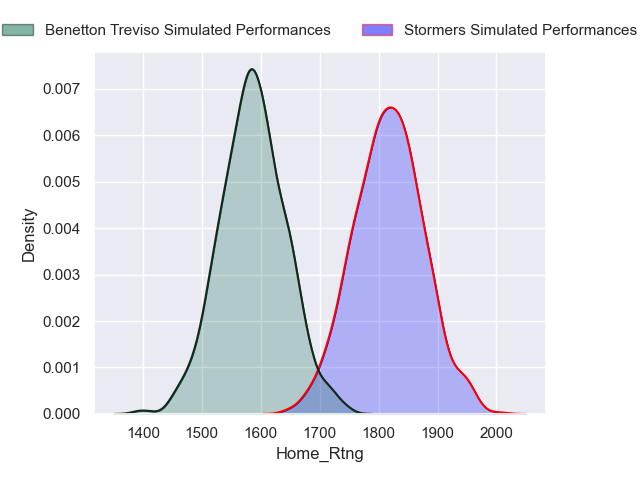 Benetton Treviso Simulated Performances Stormers Simulated Performances
0.007
0.006
0.005
0.004
0.003
0.002
0.001
0.000
Density
1400 1500 1600 1700 1800 1900 2000
Home_Rtng